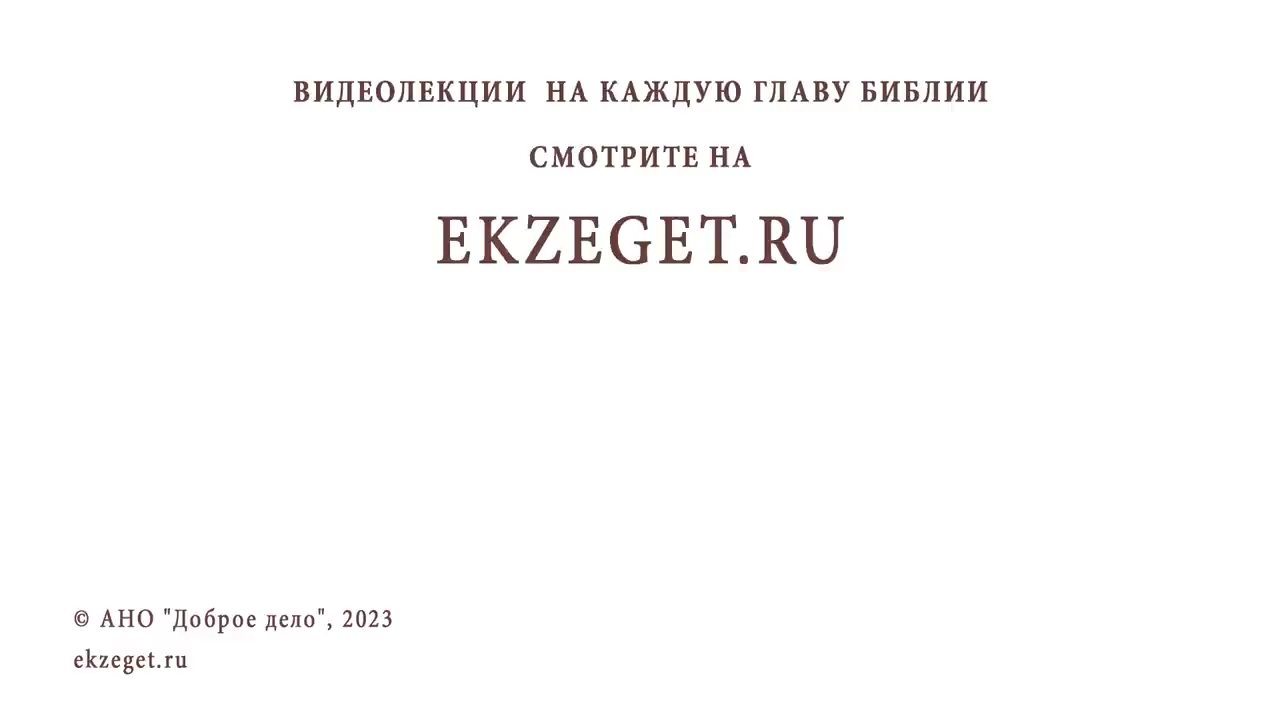 ВИДЕОЛЕКЦИИ НА КАЖДУЮ ГЛАВУ БИБЛИИ
СМОТРИТЕ НА
EKZEGET.RU
© АНО "Доброе дело", 2023
ekzeget.ru